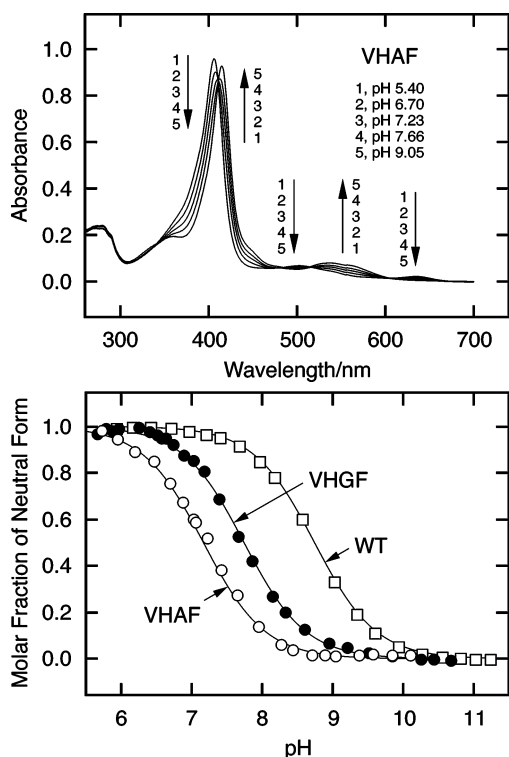 VHAF
1, pH 5.40
2, pH 6.70
3, pH 7.23
4, pH 7.66
5, pH 9.05
1
2
3
4
5
5
4
3
2
1
1
2
3
4
5
5
4
3
2
1
1
2
3
4
5
Absorbance
1.0
0.8
0.6
0.4
0.2
0.0
300 400 500 600 700
Wavelength/nm
Molar Fraction of Neutral Form
1.0
0.8
0.6
0.4
0.2
0.0
VHGF
WT
VHAF
6 7 8 9 10 11
pH